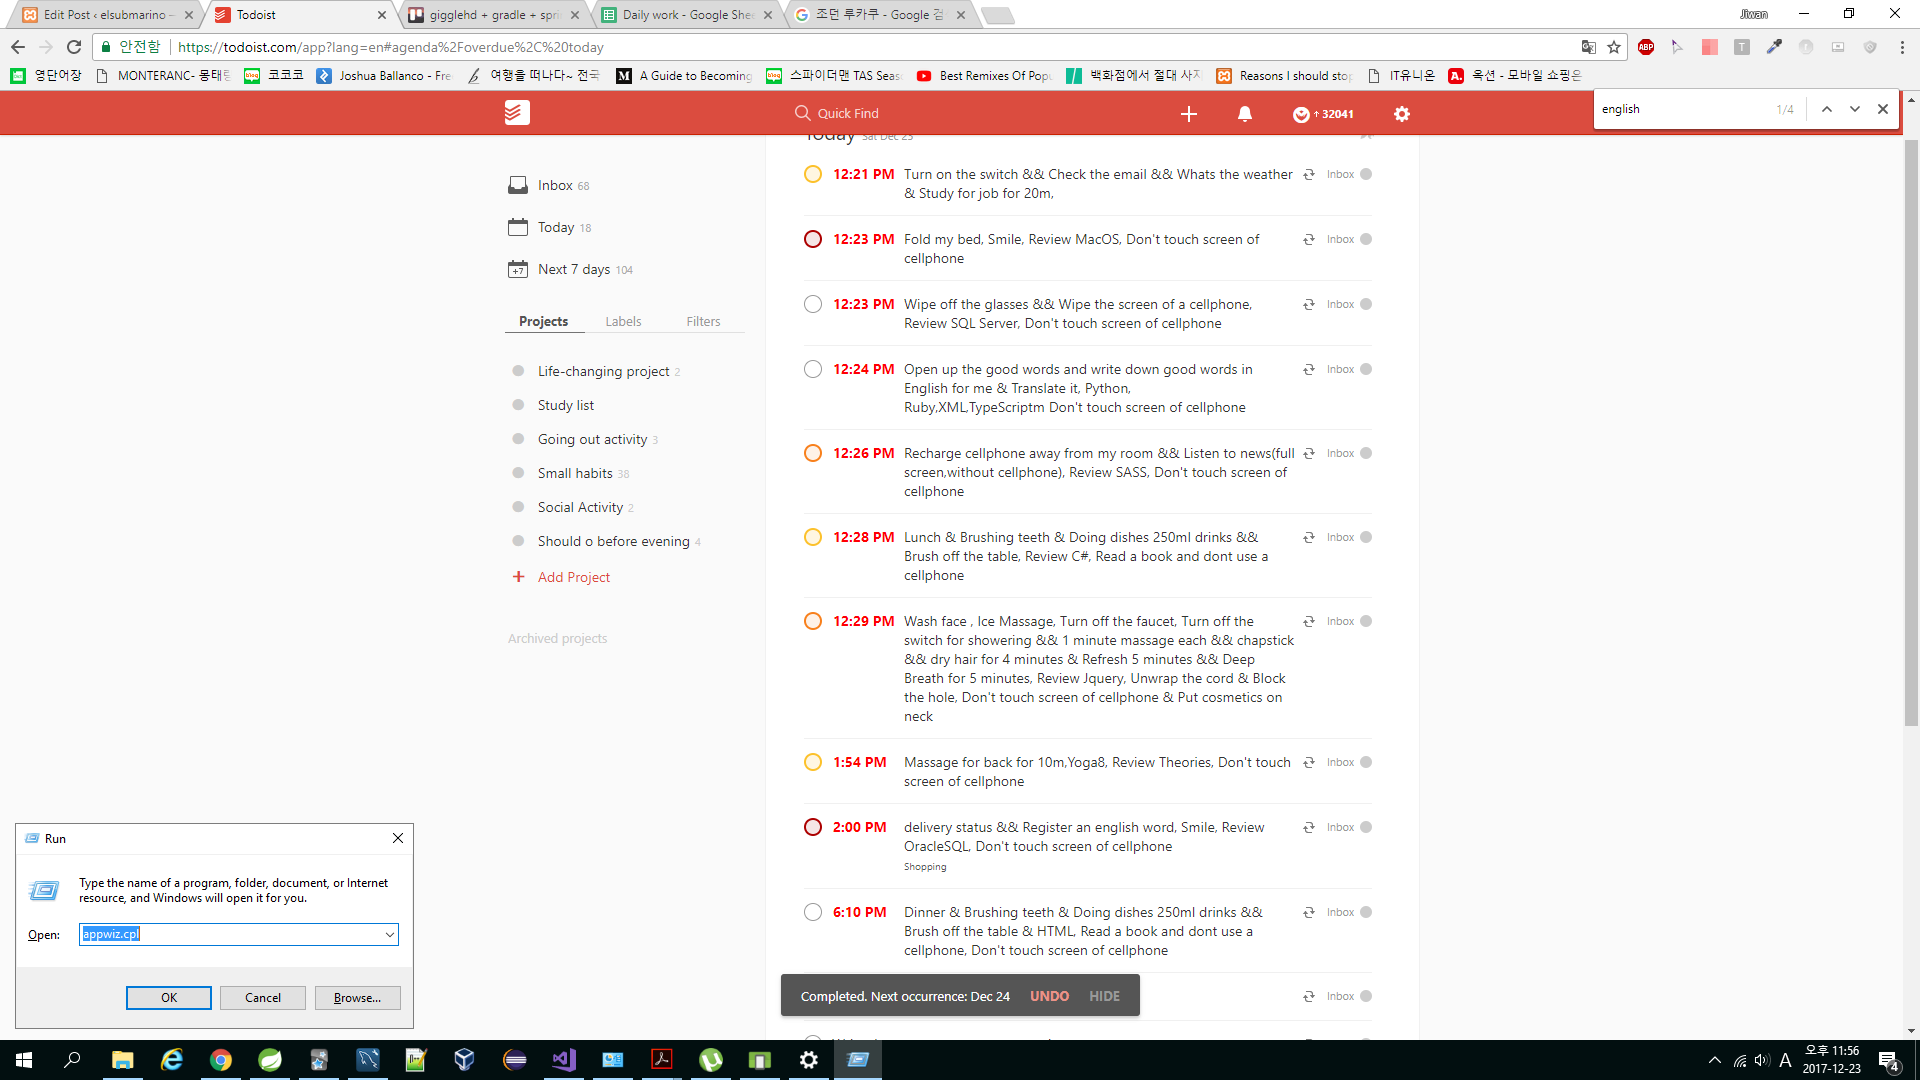 Edit Post ‹ elsubmarino —
Todoist
gigglehd + gradle + spri
Daily work - Google She
조던 루카쿠 - Google 검
Jiwan
안전함
https://todoist.com/app?lang=en#agenda%2Foverdue%2C%20today
영단어장
MONTERANC- 몽태랑
코코코
Joshua Ballanco - Fre
여행을 떠나다~ 전국
A Guide to Becoming
스파이더맨 TAS Seas
Best Remixes Of Popu
백화점에서 절대 사지
Reasons I should stop
IT유니온
옥션 - 모바일 쇼핑은
Quick Find
32041
english
1/4
Today Sat Dec 23
Inbox 68
Today 18
+7
Next 7 days 104
Projects
Labels
Filters
Life-changing project 2
Study list
Going out activity 3
Small habits 38
Social Activity 2
Should o before evening 4
+ Add Project
Archived projects
12:21 PM
Turn on the switch && Check the email && Whats the weather
& Study for job for 20m,
Inbox
12:23 PM
Fold my bed, Smile, Review MacOS, Don't touch screen of
cellphone
Inbox
12:23 PM
Wipe off the glasses && Wipe the screen of a cellphone,
Review SQL Server, Don't touch screen of cellphone
Inbox
12:24 PM
Open up the good words and write down good words in
English for me & Translate it, Python,
Ruby,XML,TypeScriptm Don't touch screen of cellphone
Inbox
12:26 PM
Recharge cellphone away from my room && Listen to news(full
screen,without cellphone), Review SASS, Don't touch screen of
cellphone
Inbox
12:28 PM
Lunch & Brushing teeth & Doing dishes 250ml drinks &&
Brush off the table, Review C#, Read a book and dont use a
cellphone
Inbox
12:29 PM
Wash face , Ice Massage, Turn off the faucet, Turn off the
switch for showering && 1 minute massage each && chapstick
&& dry hair for 4 minutes & Refresh 5 minutes && Deep
Breath for 5 minutes, Review Jquery, Unwrap the cord & Block
the hole, Don't touch screen of cellphone & Put cosmetics on
neck
Inbox
1:54 PM
Massage for back for 10m,Yoga8, Review Theories, Don't touch
screen of cellphone
Inbox
2:00 PM
delivery status && Register an english word, Smile, Review
OracleSQL, Don't touch screen of cellphone
Shopping
Inbox
6:10 PM
Dinner & Brushing teeth & Doing dishes 250ml drinks &&
Brush off the table & HTML, Read a book and dont use a
cellphone, Don't touch screen of cellphone
Inbox
Completed. Next occurrence: Dec 24
UNDO
HIDE
Inbox
Run
Type the name of a program, folder, document, or Internet
resource, and Windows will open it for you.
Open:
appwiz.cpl
OK
Cancel
Browse...
A
오후 11:56
2017-12-23
4